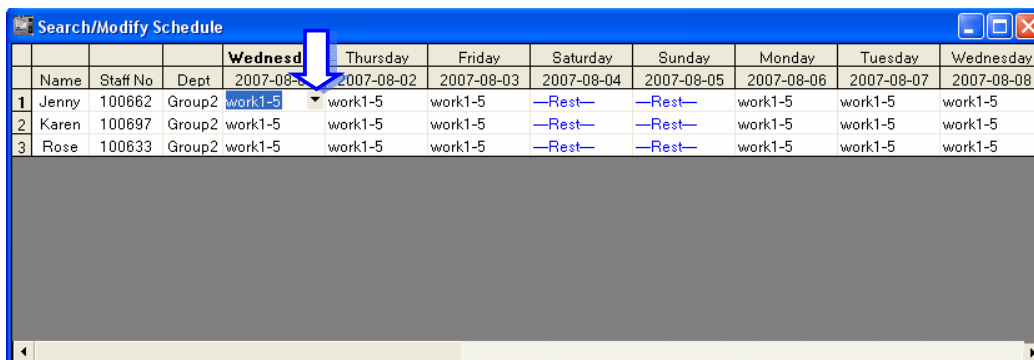 Search/Modify Schedule
Wednesd Thursday Friday Saturday Sunday Monday Tuesday Wednesday
Name Staff No Dept 2007-08-0 2007-08-02 2007-08-03 2007-08-04 2007-08-05 2007-08-06 2007-08-07 2007-08-08
1 Jenny 100662 Group2 work1-5 work1-5 work1-5 —Rest— —Rest— work1-5 work1-5 work1-5
2 Karen 100697 Group2 work1-5 work1-5 work1-5 —Rest— —Rest— work1-5 work1-5 work1-5
3 Rose 100633 Group2 work1-5 work1-5 work1-5 —Rest— —Rest— work1-5 work1-5 work1-5